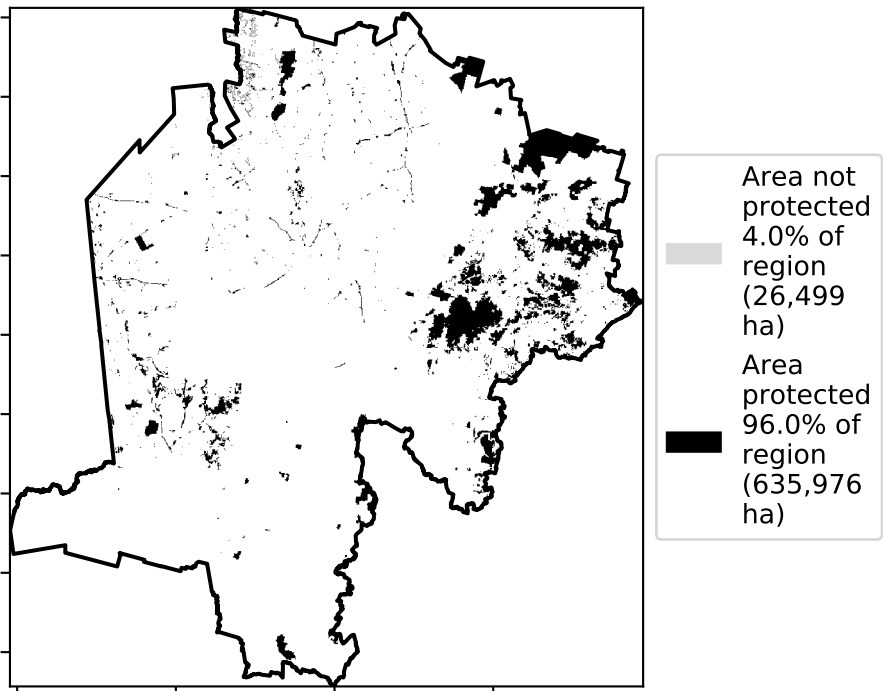 Area not
protected
4.0% of
region
(26,499
ha)
Area
protected
96.0% of
region
(635,976
ha)